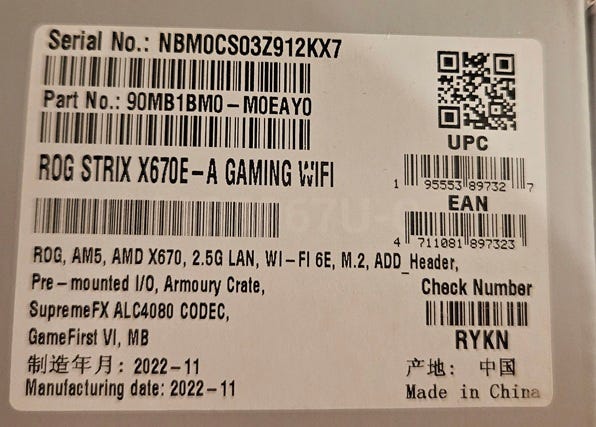 Serial No.: NBM0CS03Z912KX7
Part No.: 90MB1BM0-M0EAY0
ROG STRIX X670E-A GAMING WIFI
UPC
1 95553 89732 7
EAN
4 711081 897323
ROG, AM5, AMD X670, 2.5G LAN, WI-FI 6E, M.2, ADD_Header,
Pre-mounted I/O, Armoury Crate,
SupremeFX ALC4080 CODEC,
GameFirst VI, MB
Check Number
RYKN
制造年月: 2022-11
Manufacturing date: 2022-11
产地: 中国
Made in China